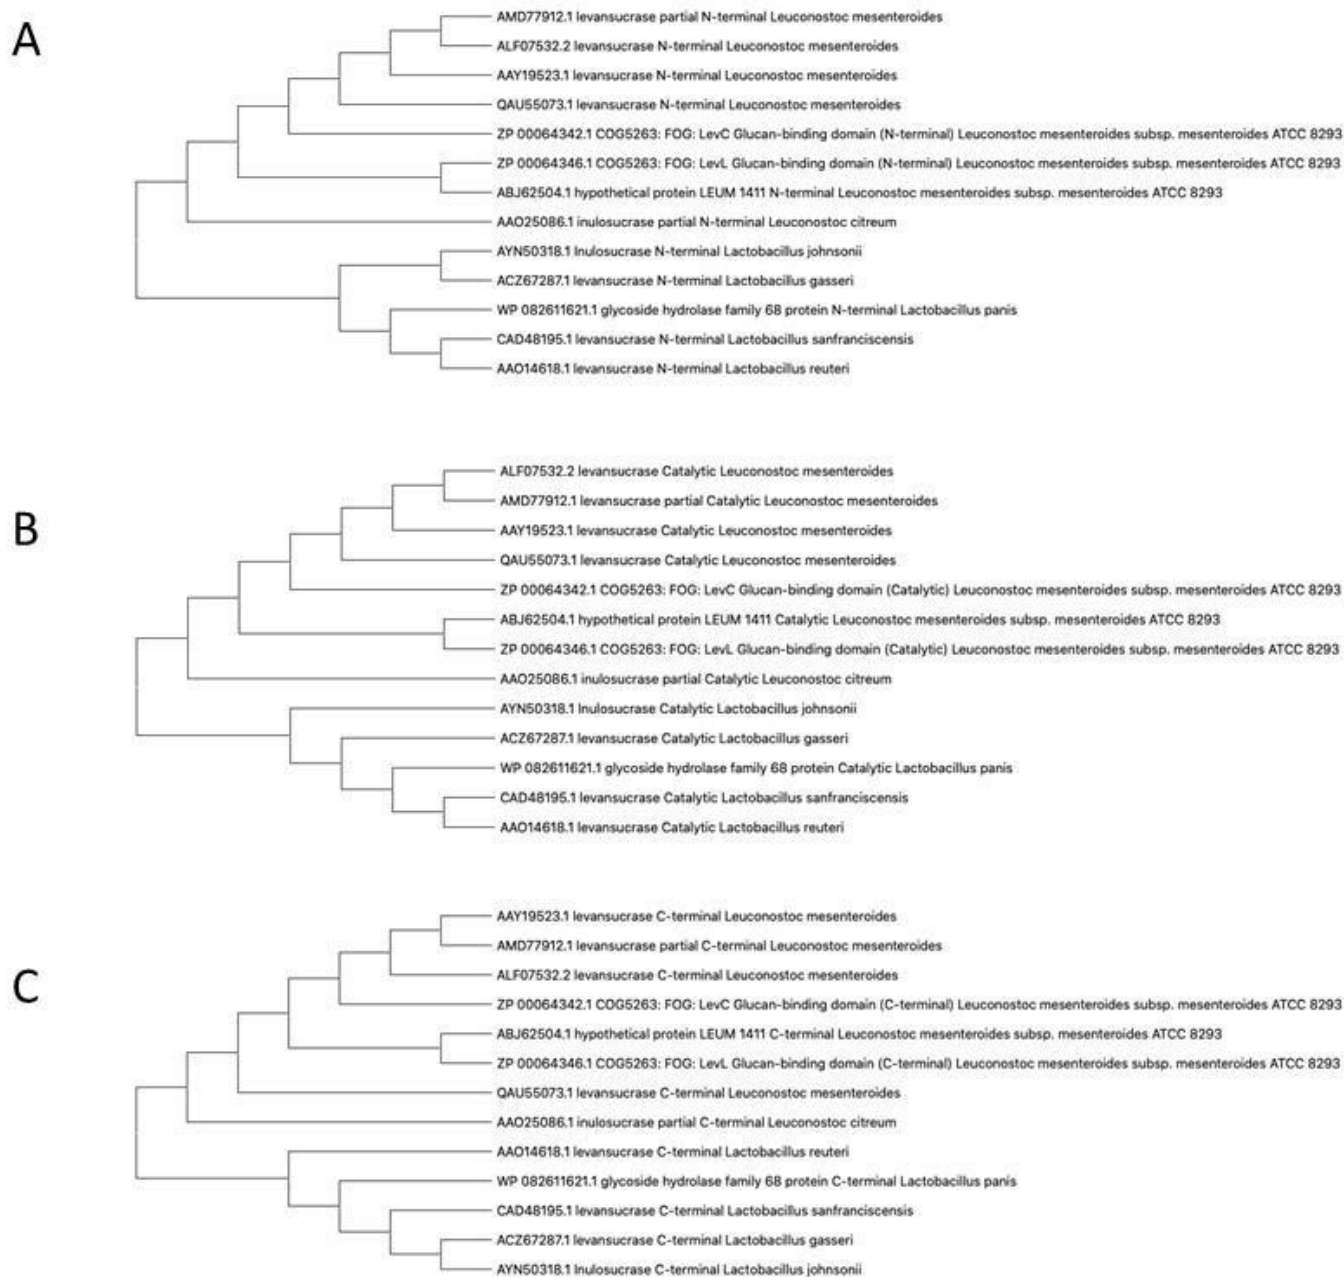 A
AMD77912.1 levansucrase partial N-terminal Leuconostoc mesenteroides
ALF07532.2 levansucrase N-terminal Leuconostoc mesenteroides
AAY19523.1 levansucrase N-terminal Leuconostoc mesenteroides
QAU55073.1 levansucrase N-terminal Leuconostoc mesenteroides
ZP 00064342.1 COG5263: FOG: LevC Glucan-binding domain (N-terminal) Leuconostoc mesenteroides subsp. mesenteroides ATCC 8293
ZP 00064346.1 COG5263: FOG: LevL Glucan-binding domain (N-terminal) Leuconostoc mesenteroides subsp. mesenteroides ATCC 8293
ABJ62504.1 hypothetical protein LEUM 1411 N-terminal Leuconostoc mesenteroides subsp. mesenteroides ATCC 8293
AAO25086.1 inulosucrase partial N-terminal Leuconostoc citreum
AYN50318.1 Inulosucrase N-terminal Lactobacillus johnsonii
ACZ67287.1 levansucrase N-terminal Lactobacillus gasseri
WP 082611621.1 glycoside hydrolase family 68 protein N-terminal Lactobacillus panis
CAD48195.1 levansucrase N-terminal Lactobacillus sanfranciscensis
AAO14618.1 levansucrase N-terminal Lactobacillus reuteri
B
ALF07532.2 levansucrase Catalytic Leuconostoc mesenteroides
AMD77912.1 levansucrase partial Catalytic Leuconostoc mesenteroides
AAY19523.1 levansucrase Catalytic Leuconostoc mesenteroides
QAU55073.1 levansucrase Catalytic Leuconostoc mesenteroides
ZP 00064342.1 COG5263: FOG: LevC Glucan-binding domain (Catalytic) Leuconostoc mesenteroides subsp. mesenteroides ATCC 8293
ABJ62504.1 hypothetical protein LEUM 1411 Catalytic Leuconostoc mesenteroides subsp. mesenteroides ATCC 8293
ZP 00064346.1 COG5263: FOG: LevL Glucan-binding domain (Catalytic) Leuconostoc mesenteroides subsp. mesenteroides ATCC 8293
AAO25086.1 inulosucrase partial Catalytic Leuconostoc citreum
AYN50318.1 Inulosucrase Catalytic Lactobacillus johnsonii
ACZ67287.1 levansucrase Catalytic Lactobacillus gasseri
WP 082611621.1 glycoside hydrolase family 68 protein Catalytic Lactobacillus panis
CAD48195.1 levansucrase Catalytic Lactobacillus sanfranciscensis
AAO14618.1 levansucrase Catalytic Lactobacillus reuteri
C
AAY19523.1 levansucrase C-terminal Leuconostoc mesenteroides
AMD77912.1 levansucrase partial C-terminal Leuconostoc mesenteroides
ALF07532.2 levansucrase C-terminal Leuconostoc mesenteroides
ZP 00064342.1 COG5263: FOG: LevC Glucan-binding domain (C-terminal) Leuconostoc mesenteroides subsp. mesenteroides ATCC 8293
ABJ62504.1 hypothetical protein LEUM 1411 C-terminal Leuconostoc mesenteroides subsp. mesenteroides ATCC 8293
ZP 00064346.1 COG5263: FOG: LevL Glucan-binding domain (C-terminal) Leuconostoc mesenteroides subsp. mesenteroides ATCC 8293
QAU55073.1 levansucrase C-terminal Leuconostoc mesenteroides
AAO25086.1 inulosucrase partial C-terminal Leuconostoc citreum
AAO14618.1 levansucrase C-terminal Lactobacillus reuteri
WP 082611621.1 glycoside hydrolase family 68 protein C-terminal Lactobacillus panis
CAD48195.1 levansucrase C-terminal Lactobacillus sanfranciscensis
ACZ67287.1 levansucrase C-terminal Lactobacillus gasseri
AYN50318.1 Inulosucrase C-terminal Lactobacillus johnsonii